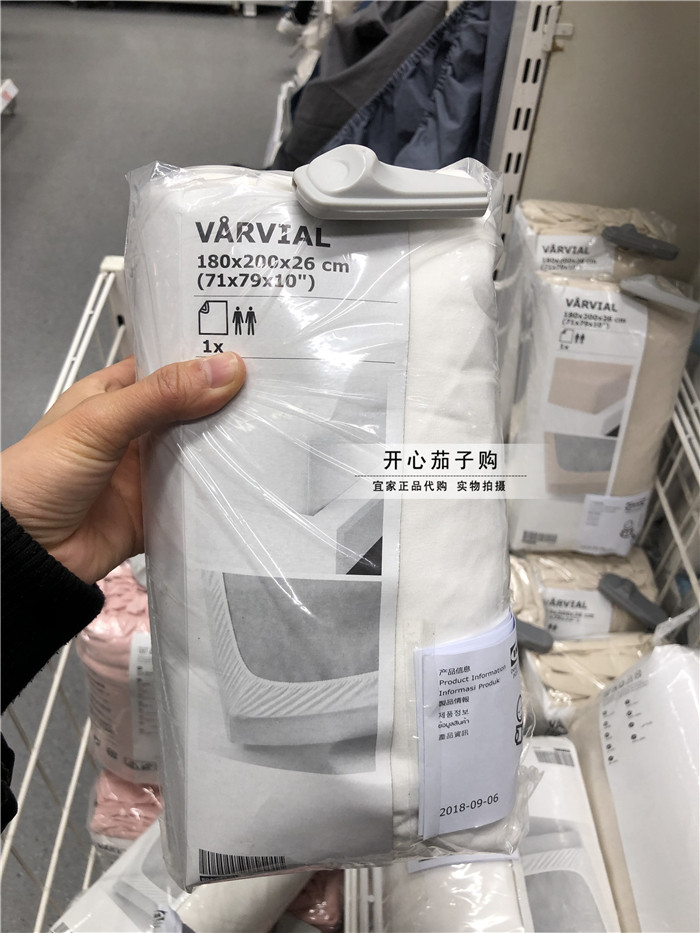 VÅRVIAL
180x200x26 cm
(71x79x10")
1x
开心茄子购
宜家正品代购 实物拍摄
产品信息
Product Information
Informasi Produk
製品情報
제품정보
ข้อมูลสินค้า
產品資訊
2018-09-06
VÅRVIAL
180x200x26 cm
(71x79x10")
1x
180x200x26 cm
(71x79x10")
VÅRVIAL